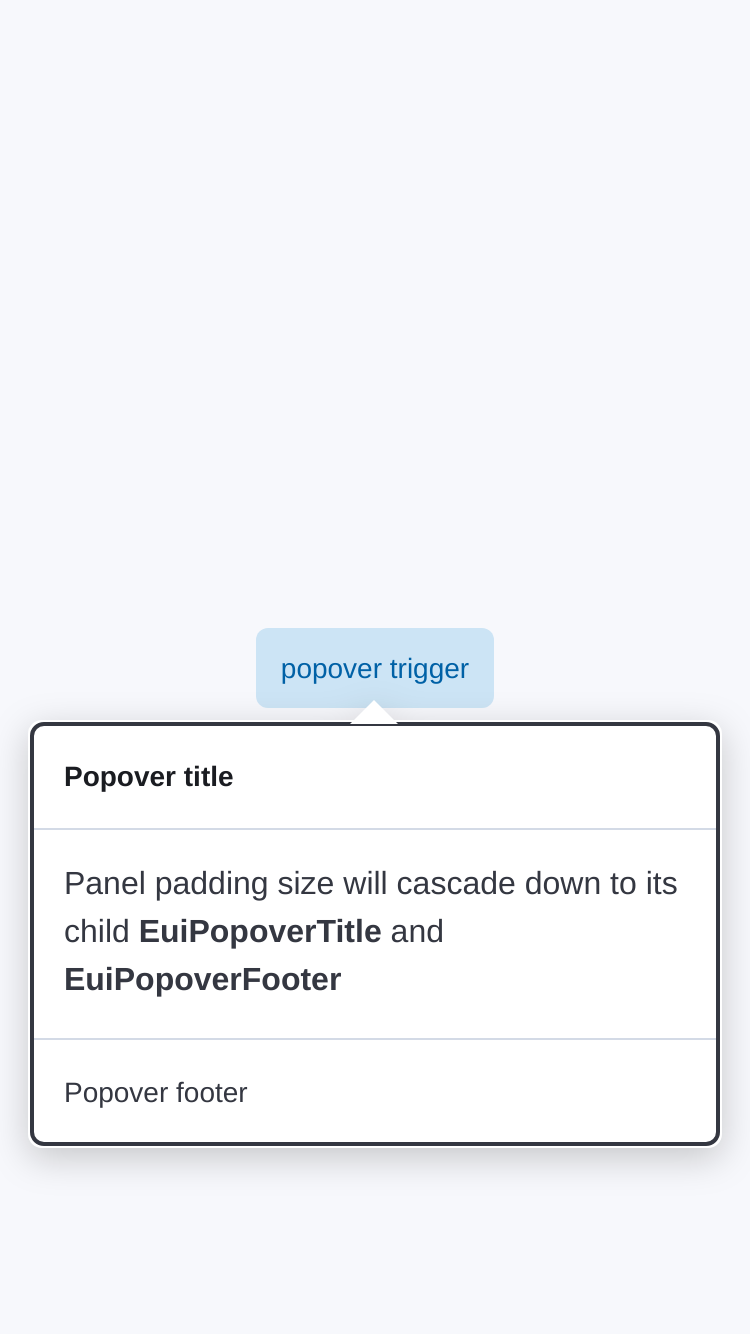 popover trigger
Popover title
Panel padding size will cascade down to its
child EuiPopoverTitle and
EuiPopoverFooter
Popover footer